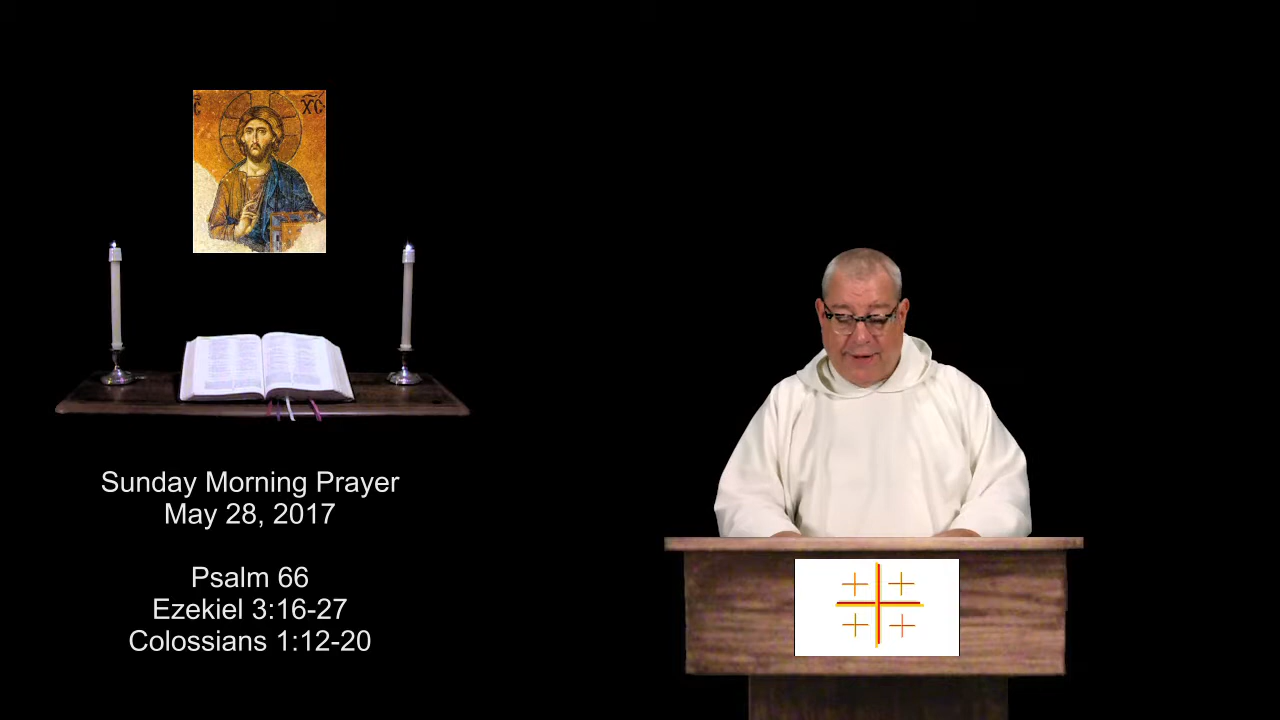 Sunday Morning Prayer
May 28, 2017
Psalm 66
Ezekiel 3:16-27
Colossians 1:12-20